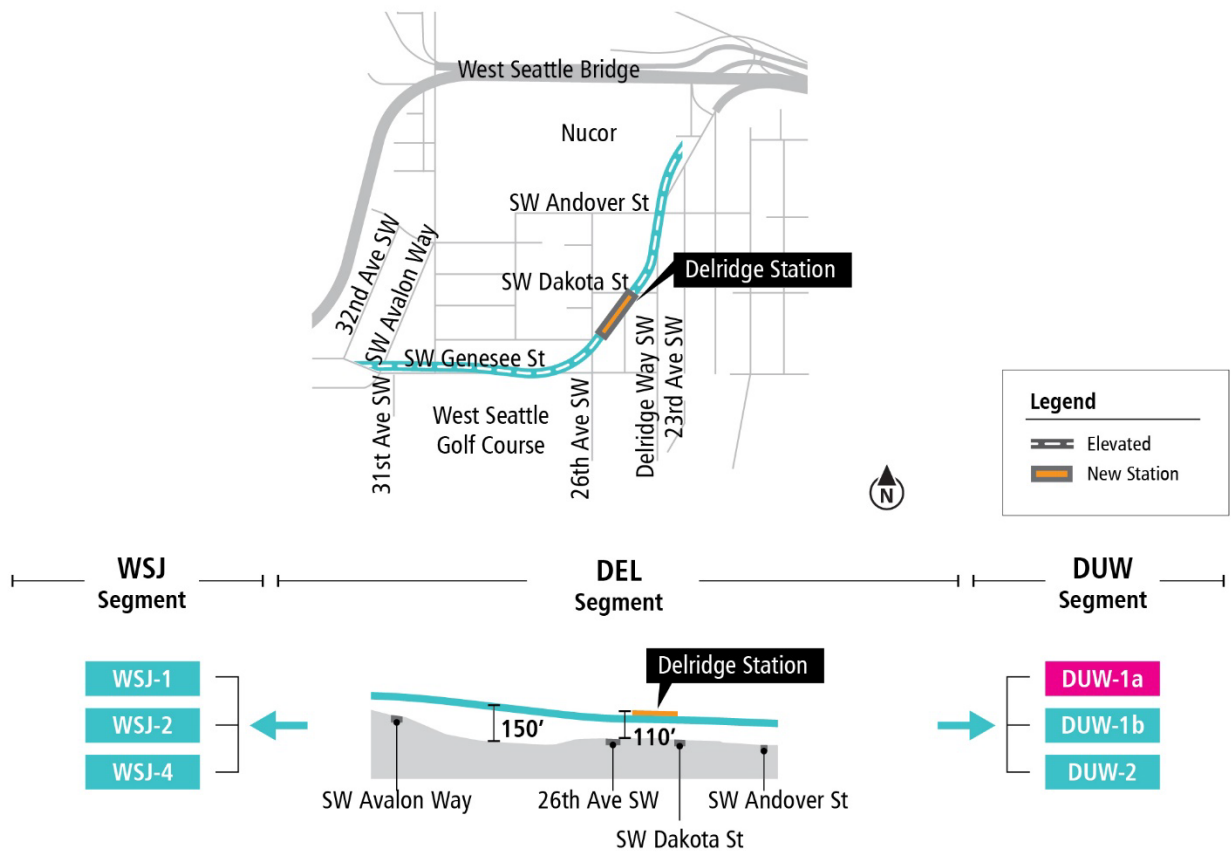 West Seattle Bridge
Nucor
SW Andover St
32nd Ave SW
SW Avalon Way
SW Dakota St
Delridge Station
SW Genesee St
31st Ave SW
West Seattle
Golf Course
26th Ave SW
Delridge Way SW
23rd Ave SW
N
Legend
Elevated
New Station
WSJ
Segment
DEL
Segment
DUW
Segment
WSJ-1
WSJ-2
WSJ-4
Delridge Station
150’
110’
SW Avalon Way
26th Ave SW
SW Dakota St
SW Andover St
DUW-1a
DUW-1b
DUW-2